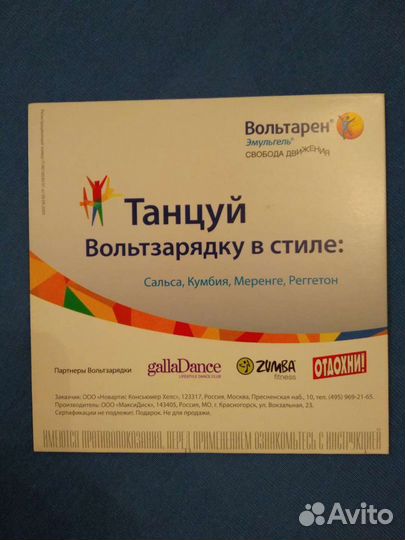 Вольтарен®
Эмульгель®
СВОБОДА ДВИЖЕНИЯ
Танцуй
Вольтзарядку в стиле:
Сальса, Кумбия, Меренге, Реггетон
Партнеры Вольтзарядки
gallaDance
LIFESTYLE DANCE CLUB
ZUMBA
fitness
ОТДОХНИ!
Заказчик: ООО «Новартис Консьюмер Хелс», 123317, Россия, Москва, Пресненская наб., 10, тел. (495) 969-21-65.
Производитель: ООО «МаксиДиск», 143405, Россия, МО, г. Красногорск, ул. Вокзальная, 23.
Сертификации не подлежит. Подарок. Не для продажи.
ИМЕЮТСЯ ПРОТИВОПОКАЗАНИЯ. ПЕРЕД ПРИМЕНЕНИЕМ ОЗНАКОМЬТЕСЬ С ИНСТРУКЦИЕЙ
Avito